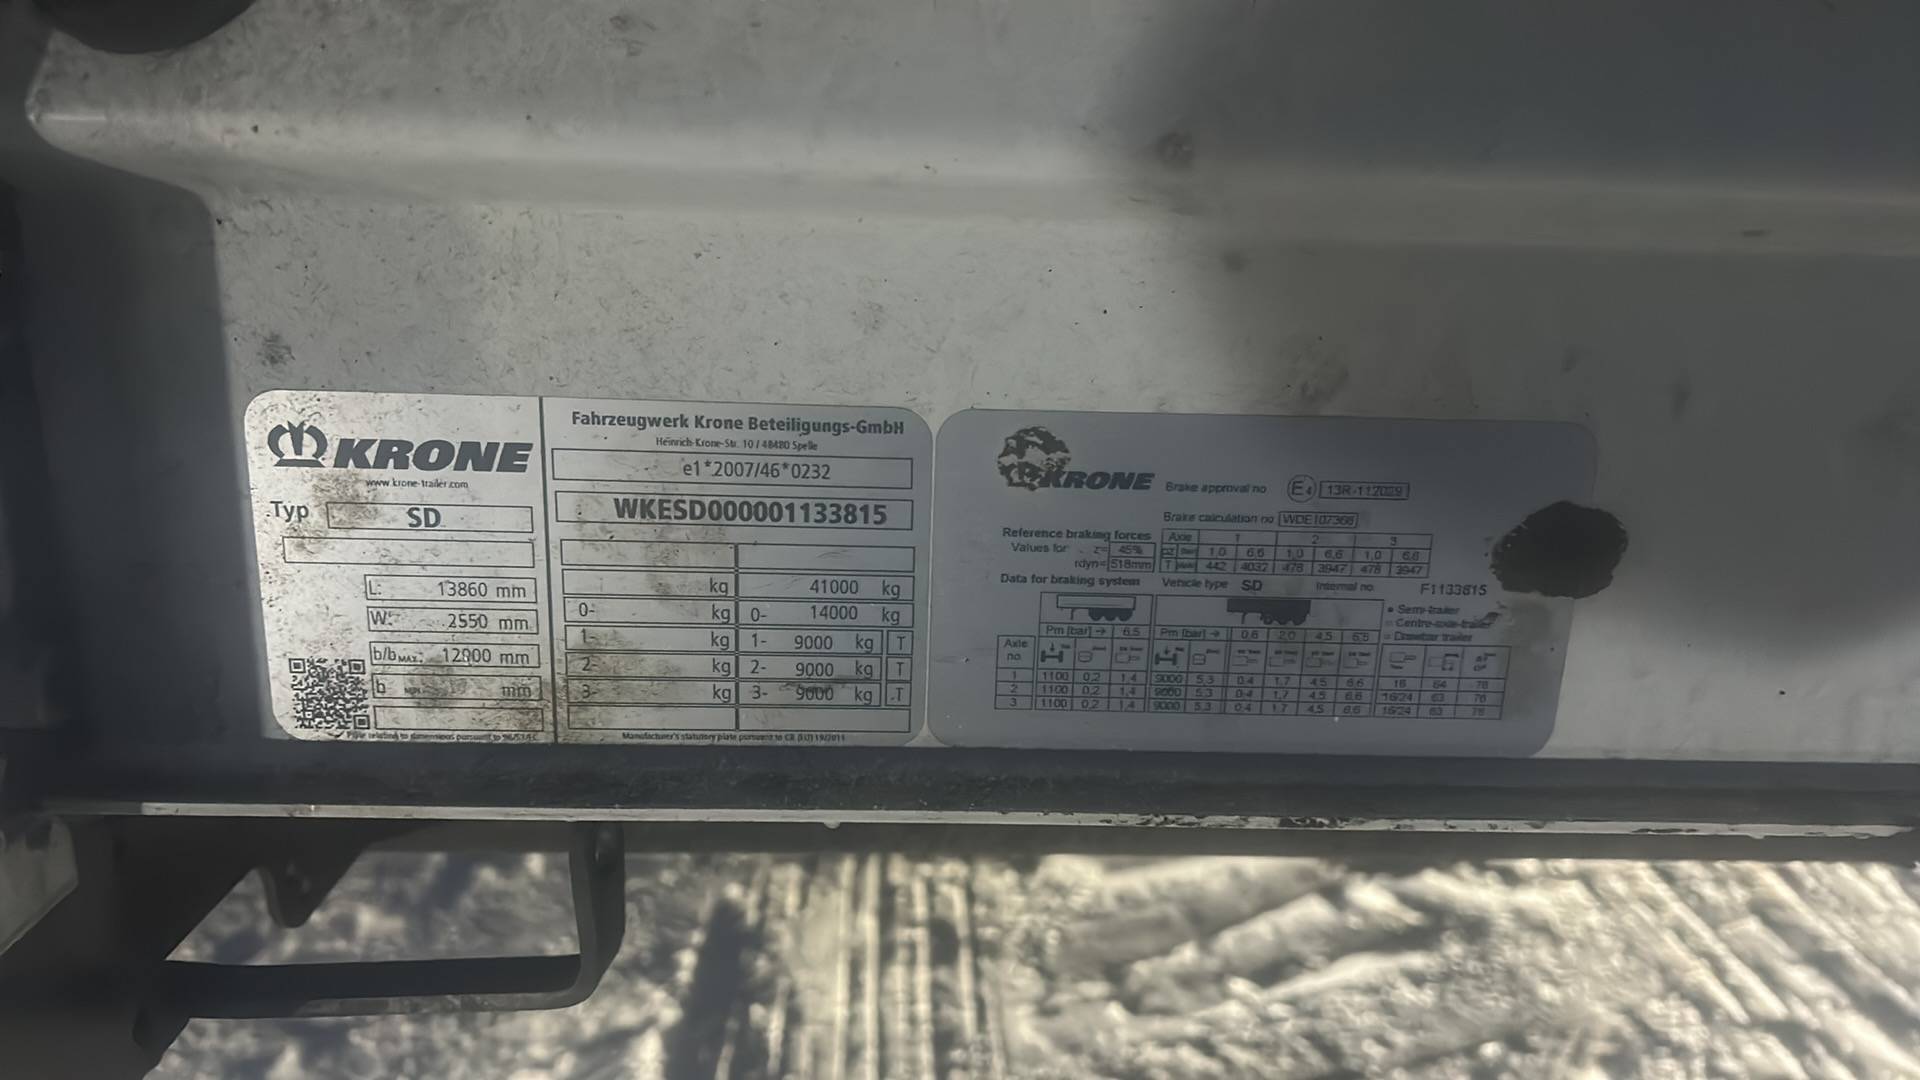 KRONE
www.krone-trailer.com
Typ SD
L: 13860 mm
W: 2550 mm
b/b MAX: 12000 mm
b mm
Fahrzeugwerk Krone Beteiligungs-GmbH
Heinrich-Krone-Str. 10 / 48480 Spelle
e1*2007/46*0232
WKESD000001133815
kg 41000 kg
0- kg 0- 14000 kg
1- kg 1- 9000 kg T
2- kg 2- 9000 kg T
3- kg 3- 9000 kg T
Manufacturer's statutory plate pursuant to CR (EU) 19/2011
KRONE
Brake approval no E4 13R-112029
Brake calculation no WDE107366
Reference braking forces Axle 1 2 3
Values for z= 45% 1,0 6,6 1,0 6,6 1,0 6,6
rdyn= 518mm T 442 4032 478 3947 478 3947
Data for braking system Vehicle type SD Internal no. F1133815
Semi-trailer
Centre-axle-trailer
Drawbar trailer
Pm [bar] → 6,5 Pm [bar] → 0,6 2,0 4,5 6,5
Axle no.
1 1100 0,2 1,4 9000 5,3 0,4 1,7 4,5 6,6 16 64 76
2 1100 0,2 1,4 9000 5,3 0,4 1,7 4,5 6,6 16/24 63 76
3 1100 0,2 1,4 9000 5,3 0,4 1,7 4,5 6,6 16/24 63 76